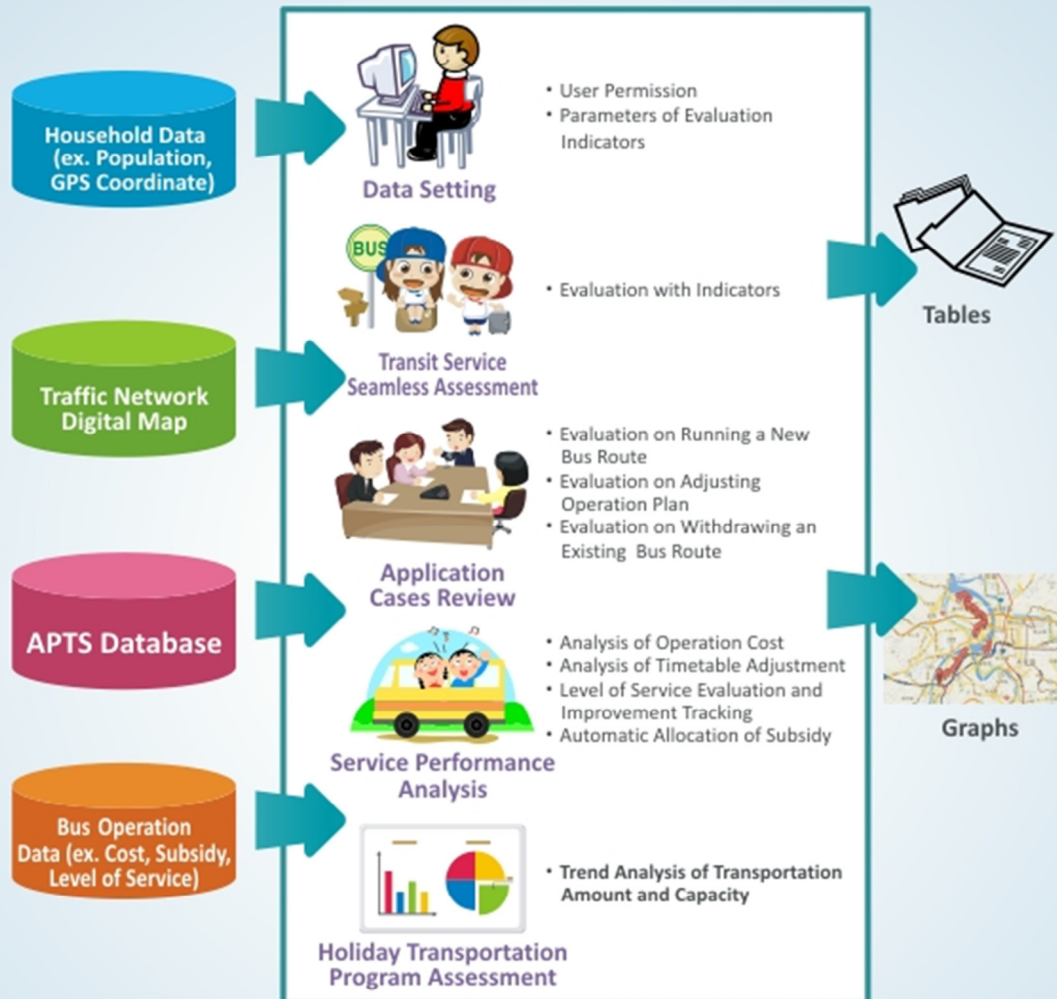 Household Data
(ex. Population,
GPS Coordinate)
Traffic Network
Digital Map
APTS Database
Bus Operation
Data (ex. Cost, Subsidy,
Level of Service)
Data Setting
• User Permission
• Parameters of Evaluation
Indicators
BUS
Transit Service
Seamless Assessment
• Evaluation with Indicators
Application
Cases Review
• Evaluation on Running a New
Bus Route
• Evaluation on Adjusting
Operation Plan
• Evaluation on Withdrawing an
Existing Bus Route
Service Performance
Analysis
• Analysis of Operation Cost
• Analysis of Timetable Adjustment
• Level of Service Evaluation and
Improvement Tracking
• Automatic Allocation of Subsidy
Holiday Transportation
Program Assessment
• Trend Analysis of Transportation
Amount and Capacity
Tables
Graphs